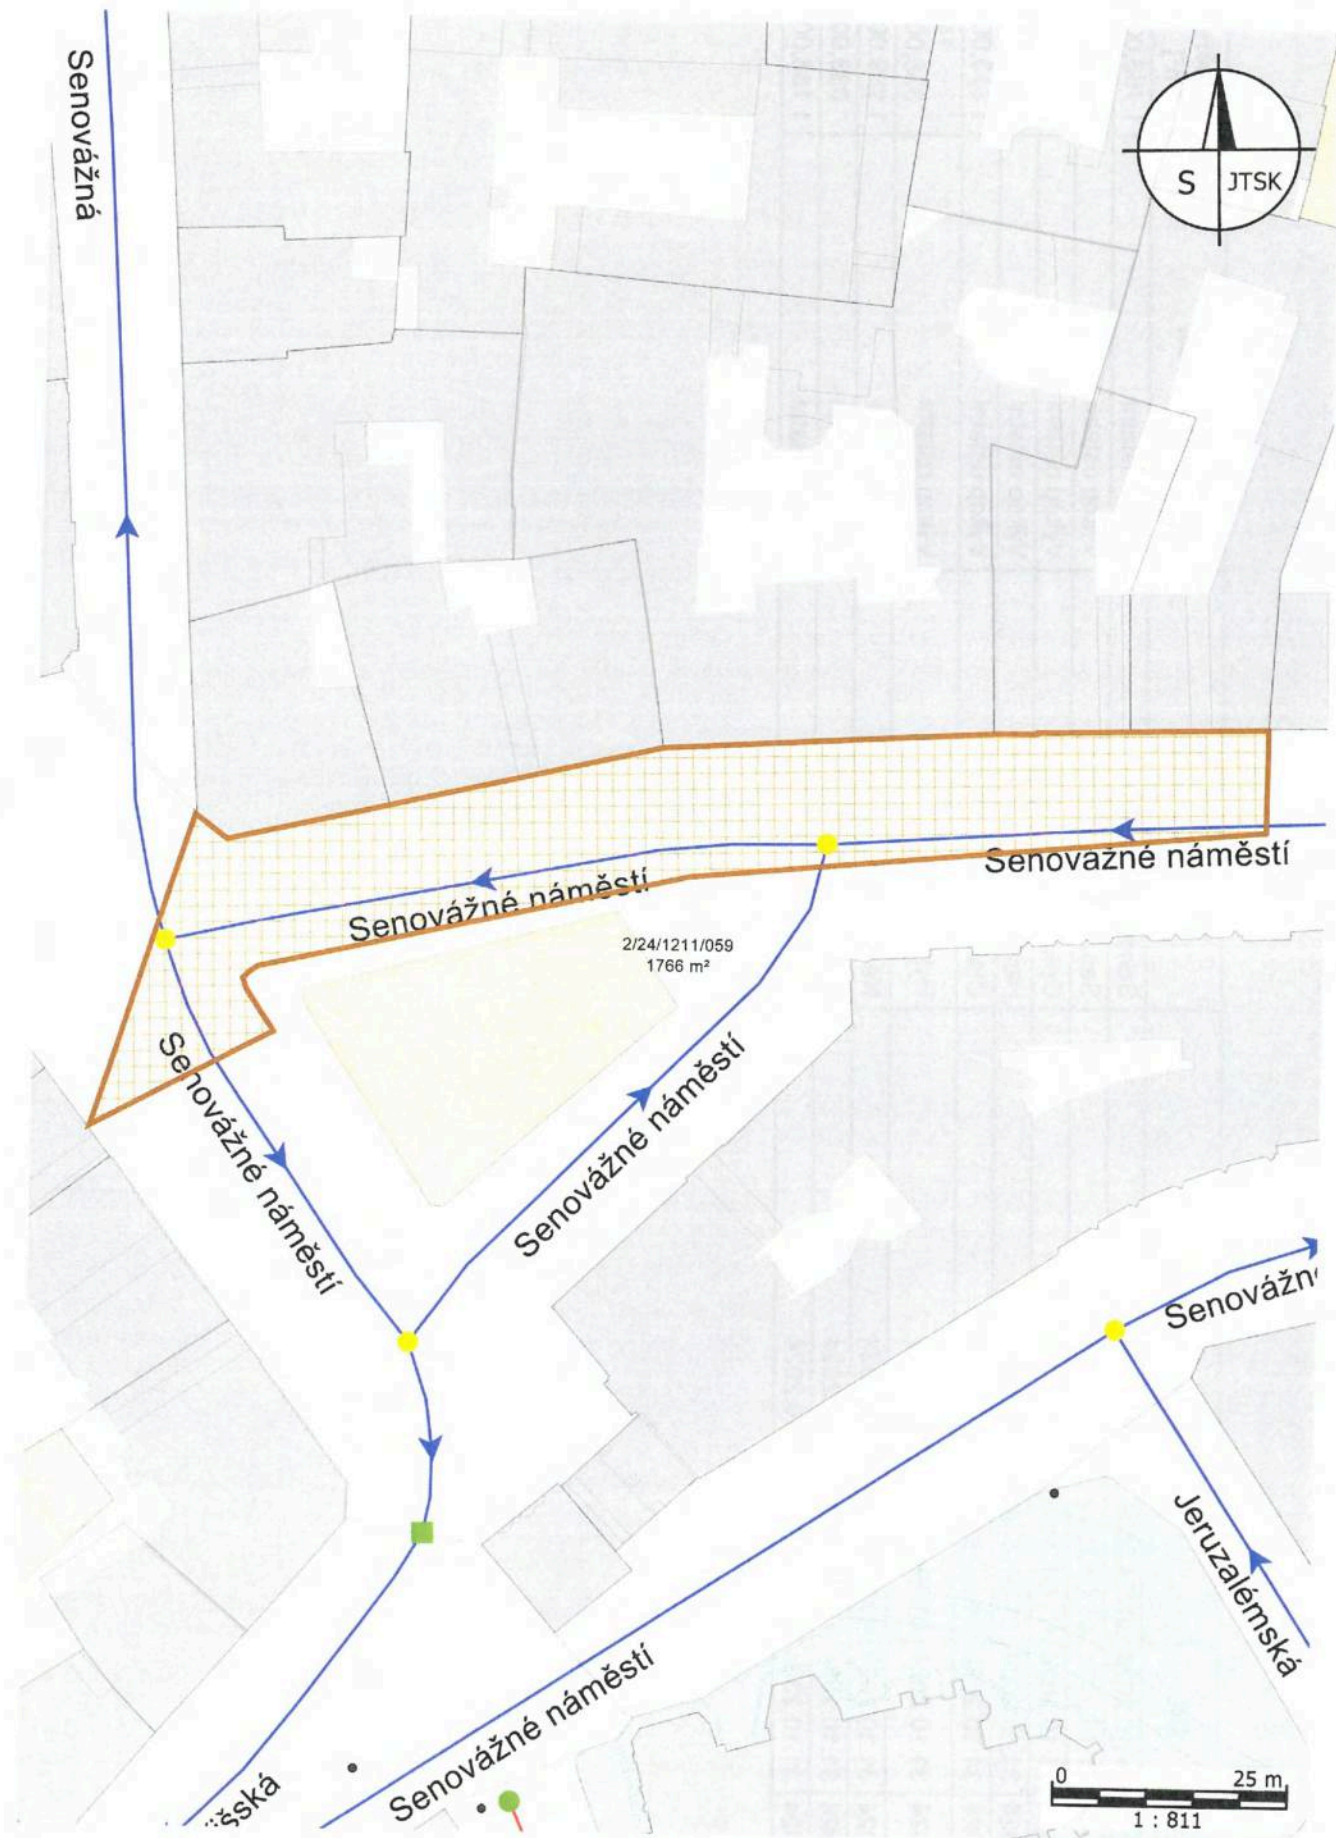 Senovážná
S JTSK
Senovážné náměstí
Senovážné náměstí
2/24/1211/059
1766 m²
Senovážné náměstí
Senovážné náměstí
Jeruzalémská
Senovážné náměstí
0 25 m
1 : 811